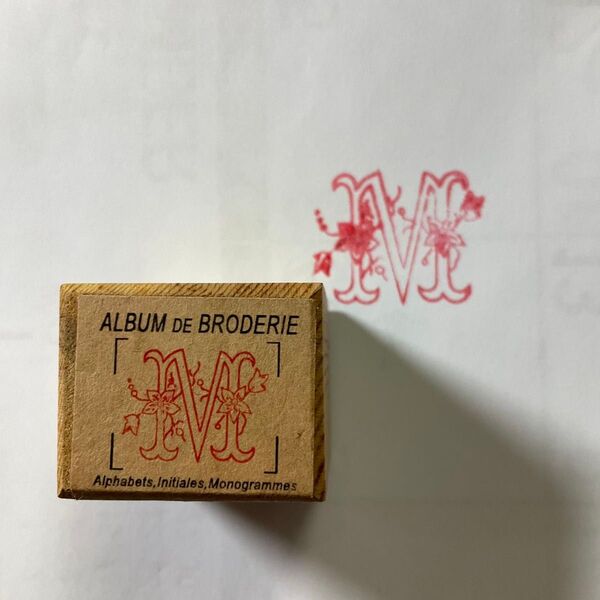 M
ALBUM DE BRODERIE
M
Alphabets,Initiales,Monogrammes